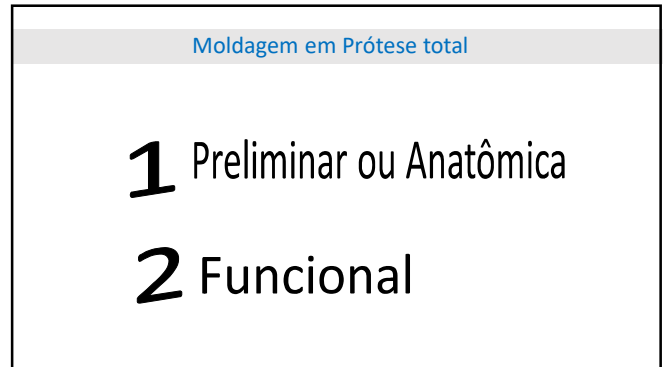 Moldagem em Prótese total
1 Preliminar ou Anatômica
2 Funcional